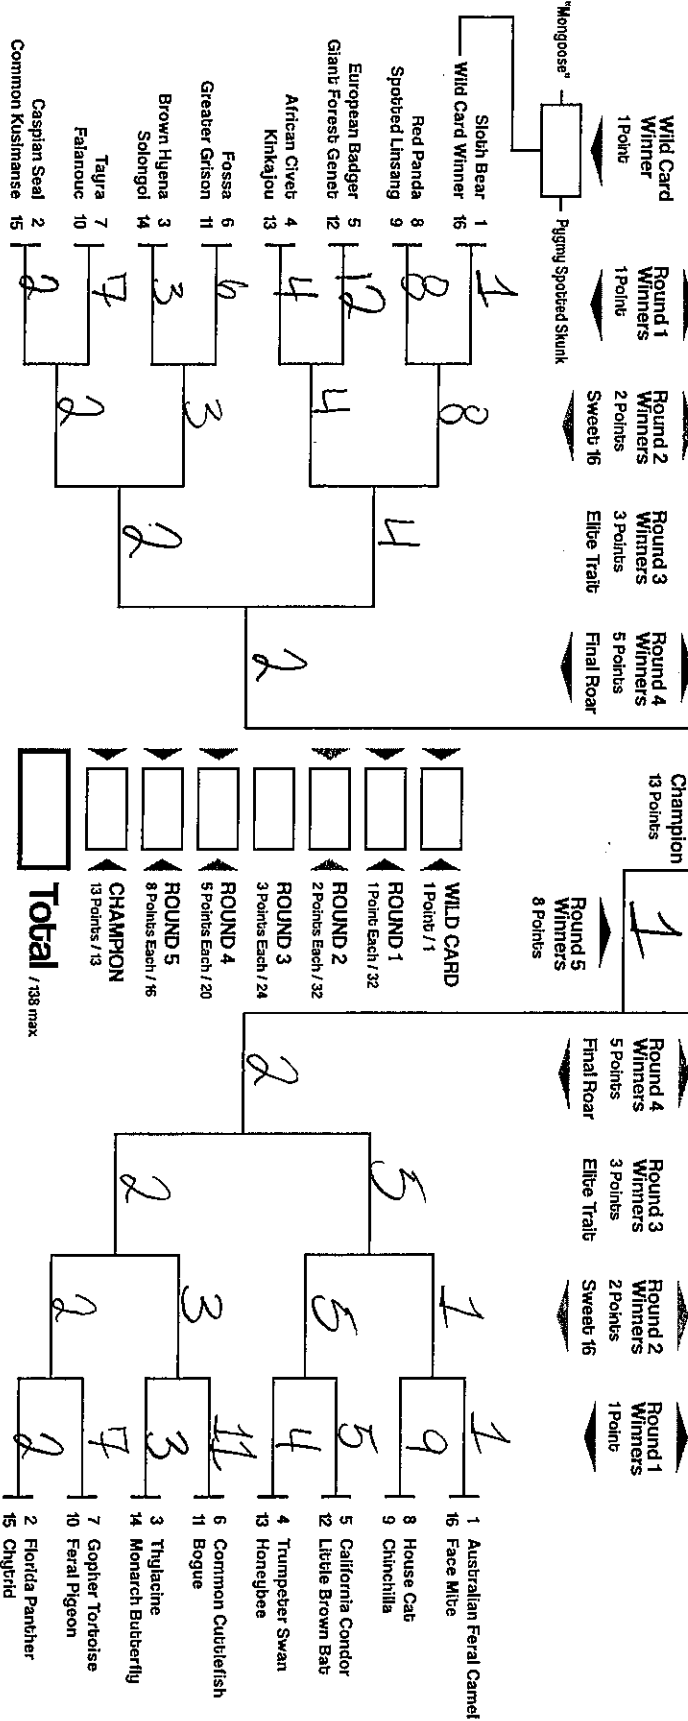 "Mongoose"
Pygmy Spotted Skunk
Wild Card
Winner
1 Point
Round 1
Winners
1 Point
Round 2
Winners
2 Points
Sweet 16
Round 3
Winners
3 Points
Elite Trait
Round 4
Winners
5 Points
Final Roar
Champion
13 Points
1
Round 5
Winners
8 Points
Round 4
Winners
5 Points
Final Roar
Round 3
Winners
3 Points
Elite Trait
Round 2
Winners
2 Points
Sweet 16
Round 1
Winners
1 Point
Sloth Bear 1
Wild Card Winner 16
Red Panda 8
Spotted Linsang 9
European Badger 5
Giant Forest Genet 12
African Civet 4
Kinkajou 13
Fossa 6
Greater Grison 11
Brown Hyena 3
Solongoi 14
Tayra 7
Falanouc 10
Caspian Seal 2
Common Kusimanse 15
1
8
12
4
6
3
7
2
8
4
3
2
4
2
2
WILD CARD
1 Point / 1
ROUND 1
1 Point Each / 32
ROUND 2
2 Points Each / 32
ROUND 3
3 Points Each / 24
ROUND 4
5 Points Each / 20
ROUND 5
8 Points Each / 16
CHAMPION
13 Points / 13
Total / 138 max
2
5
2
1
5
3
2
1
9
5
4
11
3
7
2
1 Australian Feral Camel
16 Face Mite
8 House Cat
9 Chinchilla
5 California Condor
12 Little Brown Bat
4 Trumpeter Swan
13 Honeybee
6 Common Cuttlefish
11 Bogue
3 Thylacine
14 Monarch Butterfly
7 Gopher Tortoise
10 Feral Pigeon
2 Florida Panther
15 Chytrid